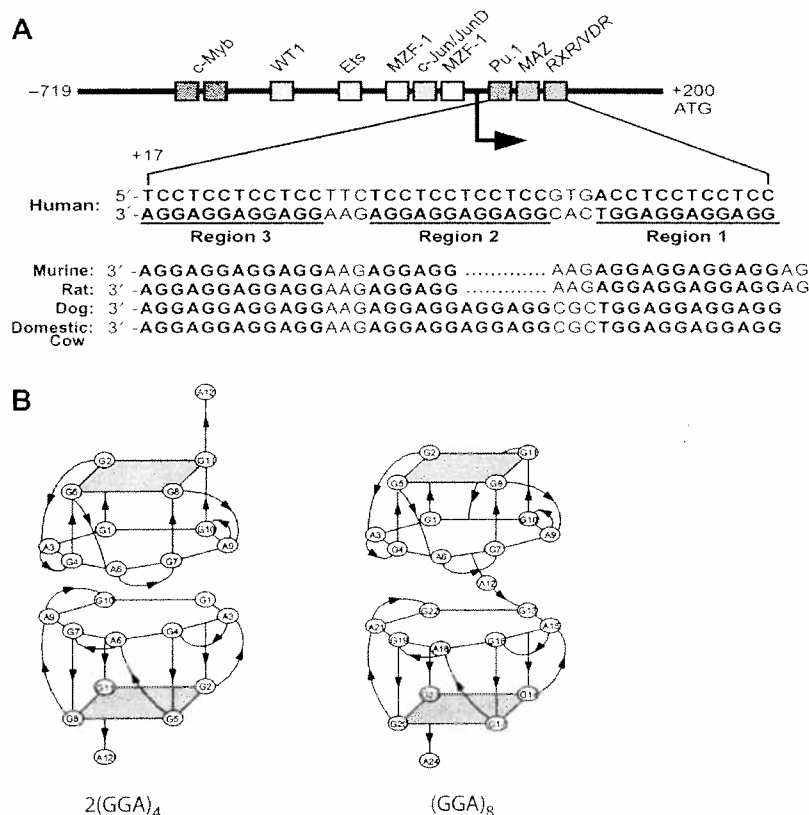 A
c-Myb WT1 Ets MZF-1 c-Jun/JunD MZF-1 Pu.1 MAZ RXR/VDR
−719 +200
ATG
+17
5′-TCCTCCTCCTCCTTCTCCTCCTCCTCCGTGACCTCCTCCTCC
Human:
3′-AGGAGGAGGAGGAAGAGGAGGAGGAGGCACTGGAGGAGGAGG
Region 3 Region 2 Region 1
Murine: 3′-AGGAGGAGGAGGAAGAGGAGG ............. AAGAGGAGGAGGAGGAG
Rat: 3′-AGGAGGAGGAGGAAGAGGAGG ............. AAGAGGAGGAGGAGGAG
Dog: 3′-AGGAGGAGGAGGAAGAGGAGGAGGAGGCGCTGGAGGAGGAGG
Domestic 3′-AGGAGGAGGAGGAAGAGGAGGAGGAGGCGCTGGAGGAGGAGG
Cow
B
A12
G2 G11 G2
G5 G8 G5 G8
G1 G10 G1 G10
A3 A9 A3 A9
G4 A6 G7 G4 A6 G7
A12
G10 G1 G22 G13
A9 A3 A21 A15
G7 A6 G4 G19 A18 G16
G11 G2 G14
G8 G5 G20
A12 A24
2(GGA)4 (GGA)8